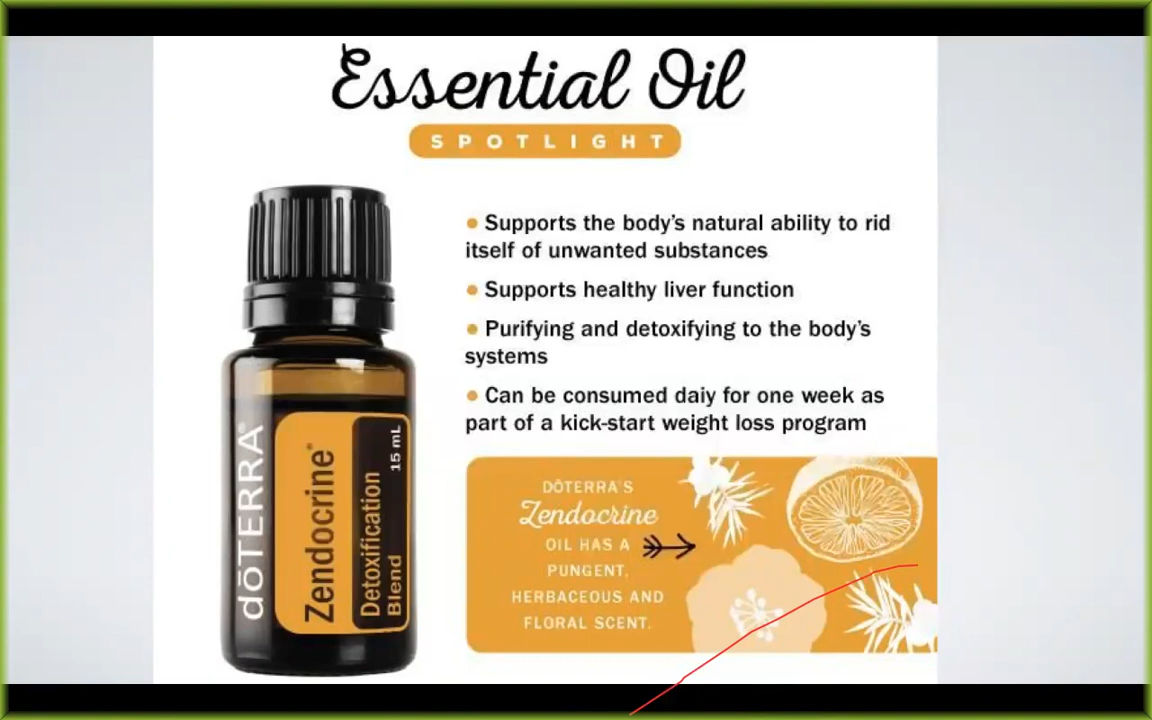 Essential Oil
SPOTLIGHT
• Supports the body's natural ability to rid
itself of unwanted substances
• Supports healthy liver function
• Purifying and detoxifying to the body's
systems
• Can be consumed daiy for one week as
part of a kick-start weight loss program
dōTERRA®
Zendocrine®
Detoxification
Blend
15 mL
DŌTERRA'S
Zendocrine
OIL HAS A
PUNGENT,
HERBACEOUS AND
FLORAL SCENT.